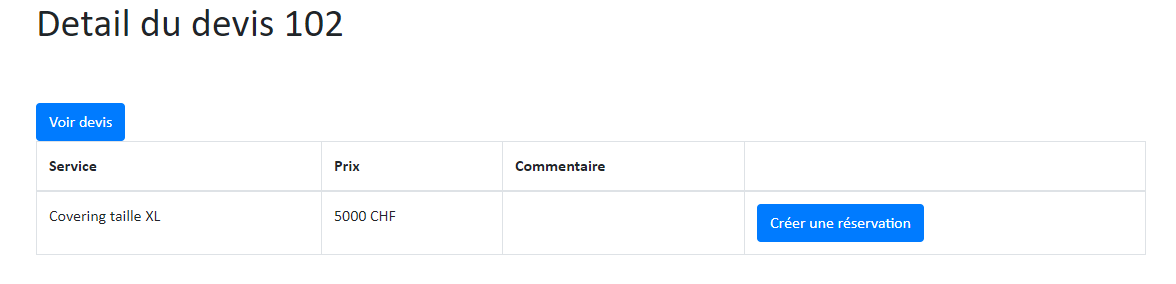 Detail du devis 102
Voir devis
Service Prix Commentaire
Covering taille XL 5000 CHF Créer une réservation